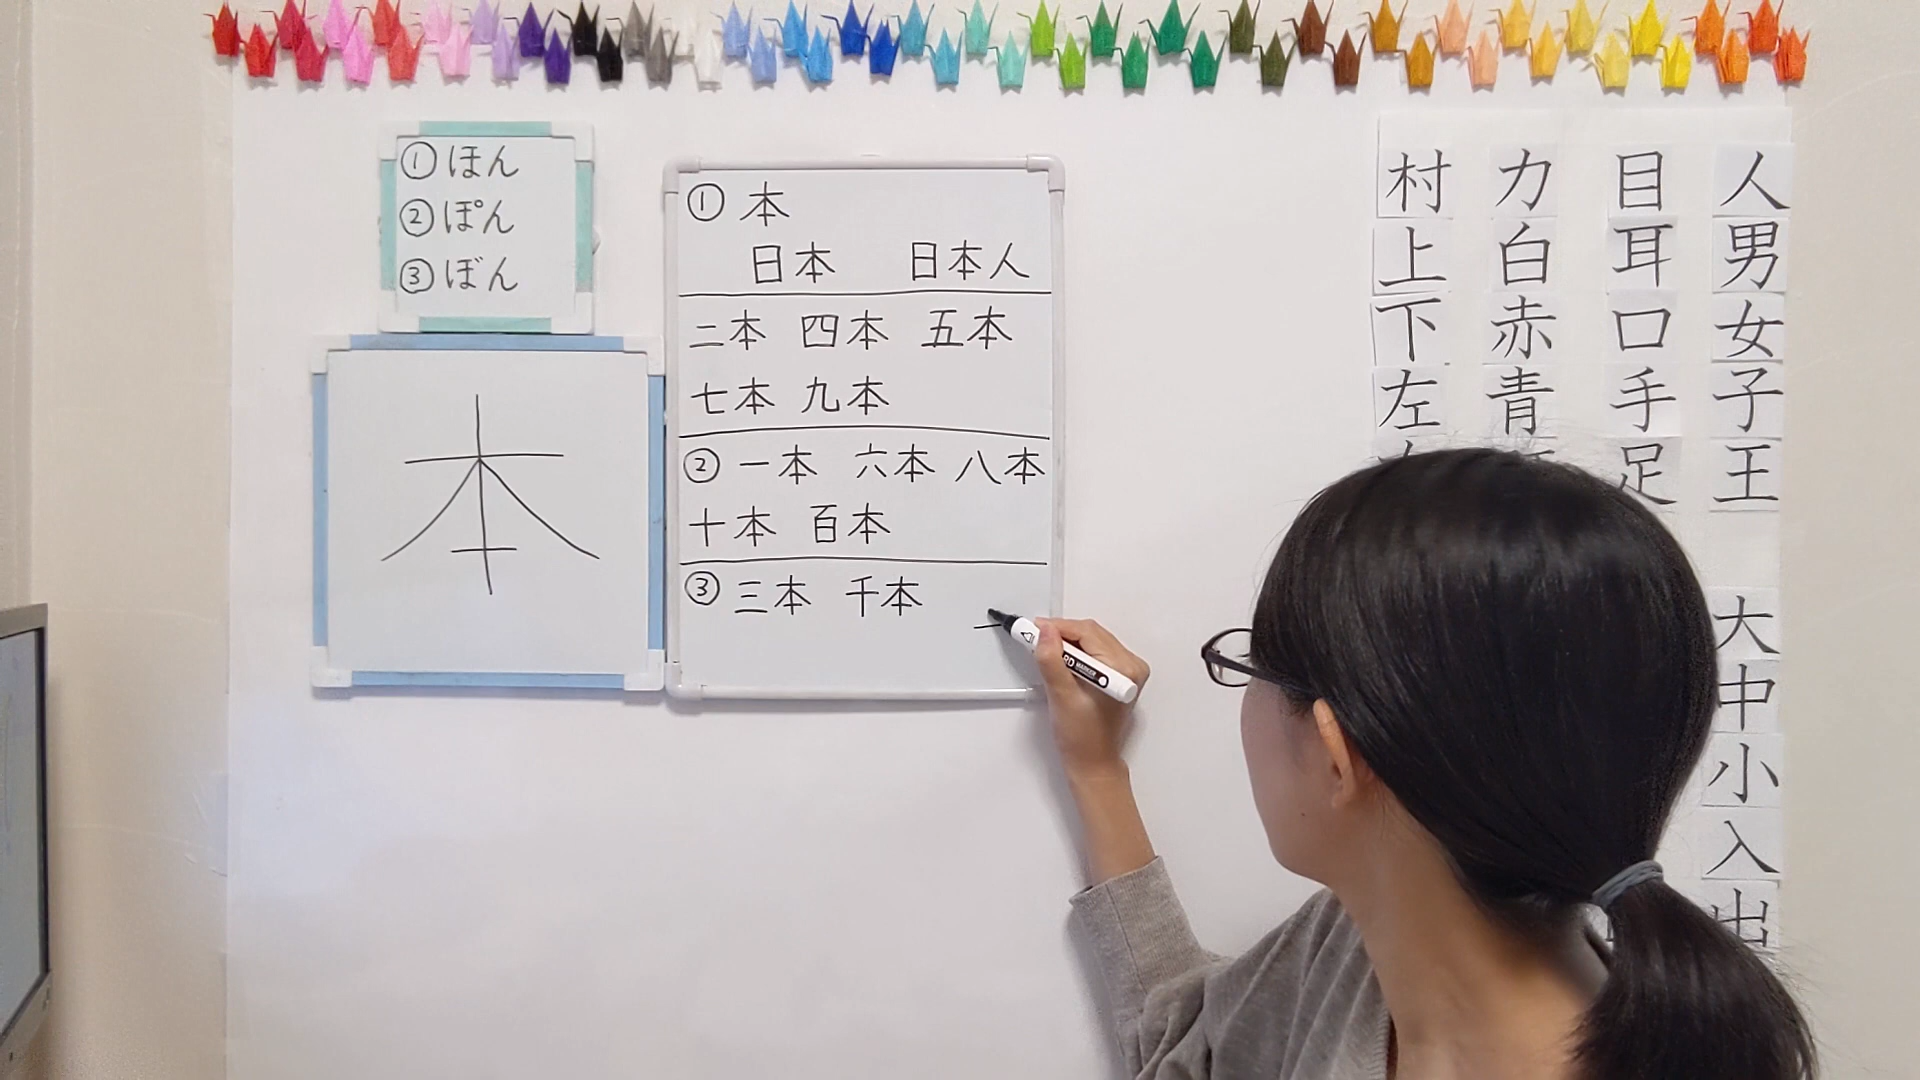 ① ほん
② ぽん
③ ぼん
本
① 本
日本 日本人
二本 四本 五本
七本 九本
② 一本 六本 八本
十本 百本
③ 三本 千本
人男女子王
目耳口手足
力白赤青
村上下左
大中小入出